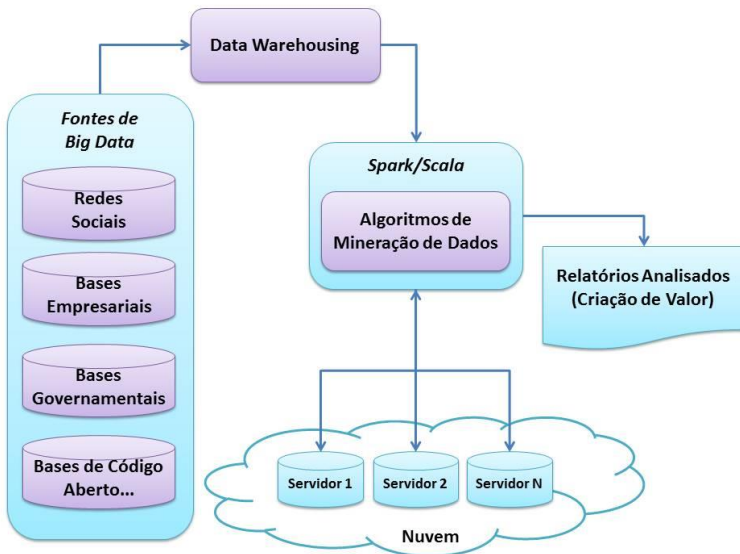 Data Warehousing
Fontes de
Big Data
Redes
Sociais
Bases
Empresariais
Bases
Governamentais
Bases de Código
Aberto...
Spark/Scala
Algoritmos de
Mineração de Dados
Relatórios Analisados
(Criação de Valor)
Servidor 1
Servidor 2
Servidor N
Nuvem